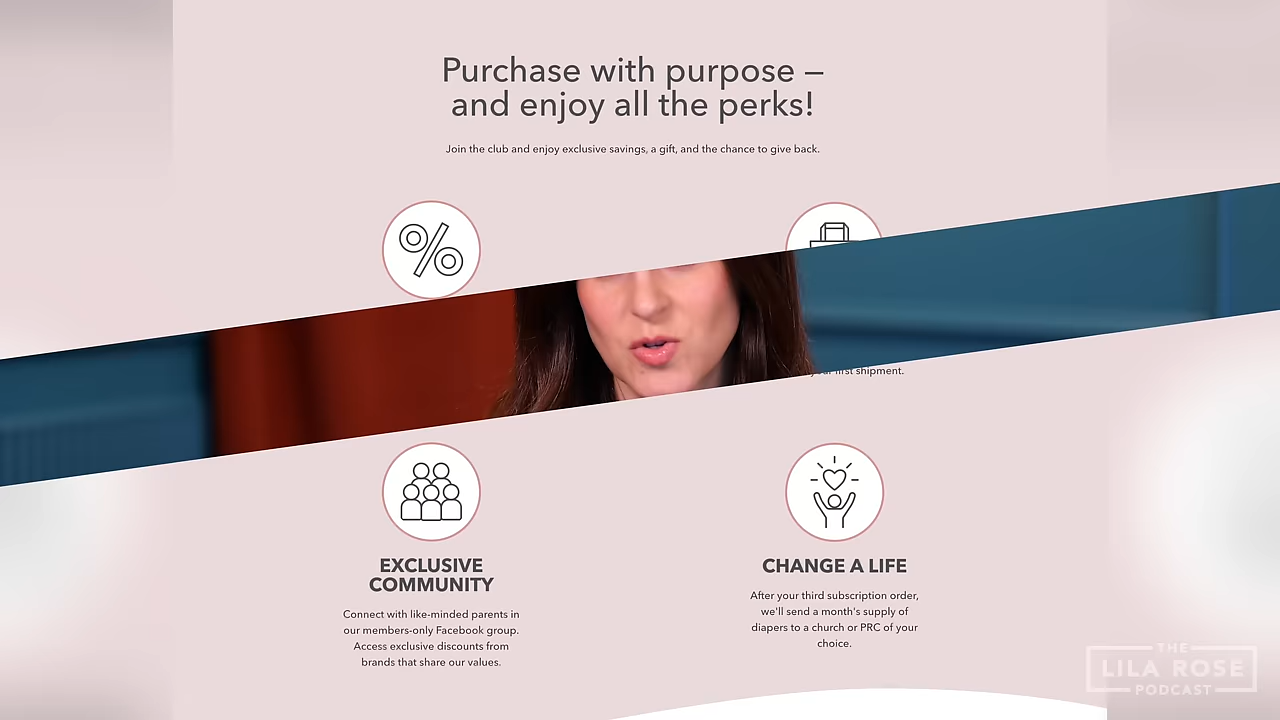 Purchase with purpose —
and enjoy all the perks!
Join the club and enjoy exclusive savings, a gift, and the chance to give back.
first shipment.
EXCLUSIVE
COMMUNITY
Connect with like-minded parents in
our members-only Facebook group.
Access exclusive discounts from
brands that share our values.
CHANGE A LIFE
After your third subscription order,
we'll send a month's supply of
diapers to a church or PRC of your
choice.
THE
LILA ROSE
PODCAST